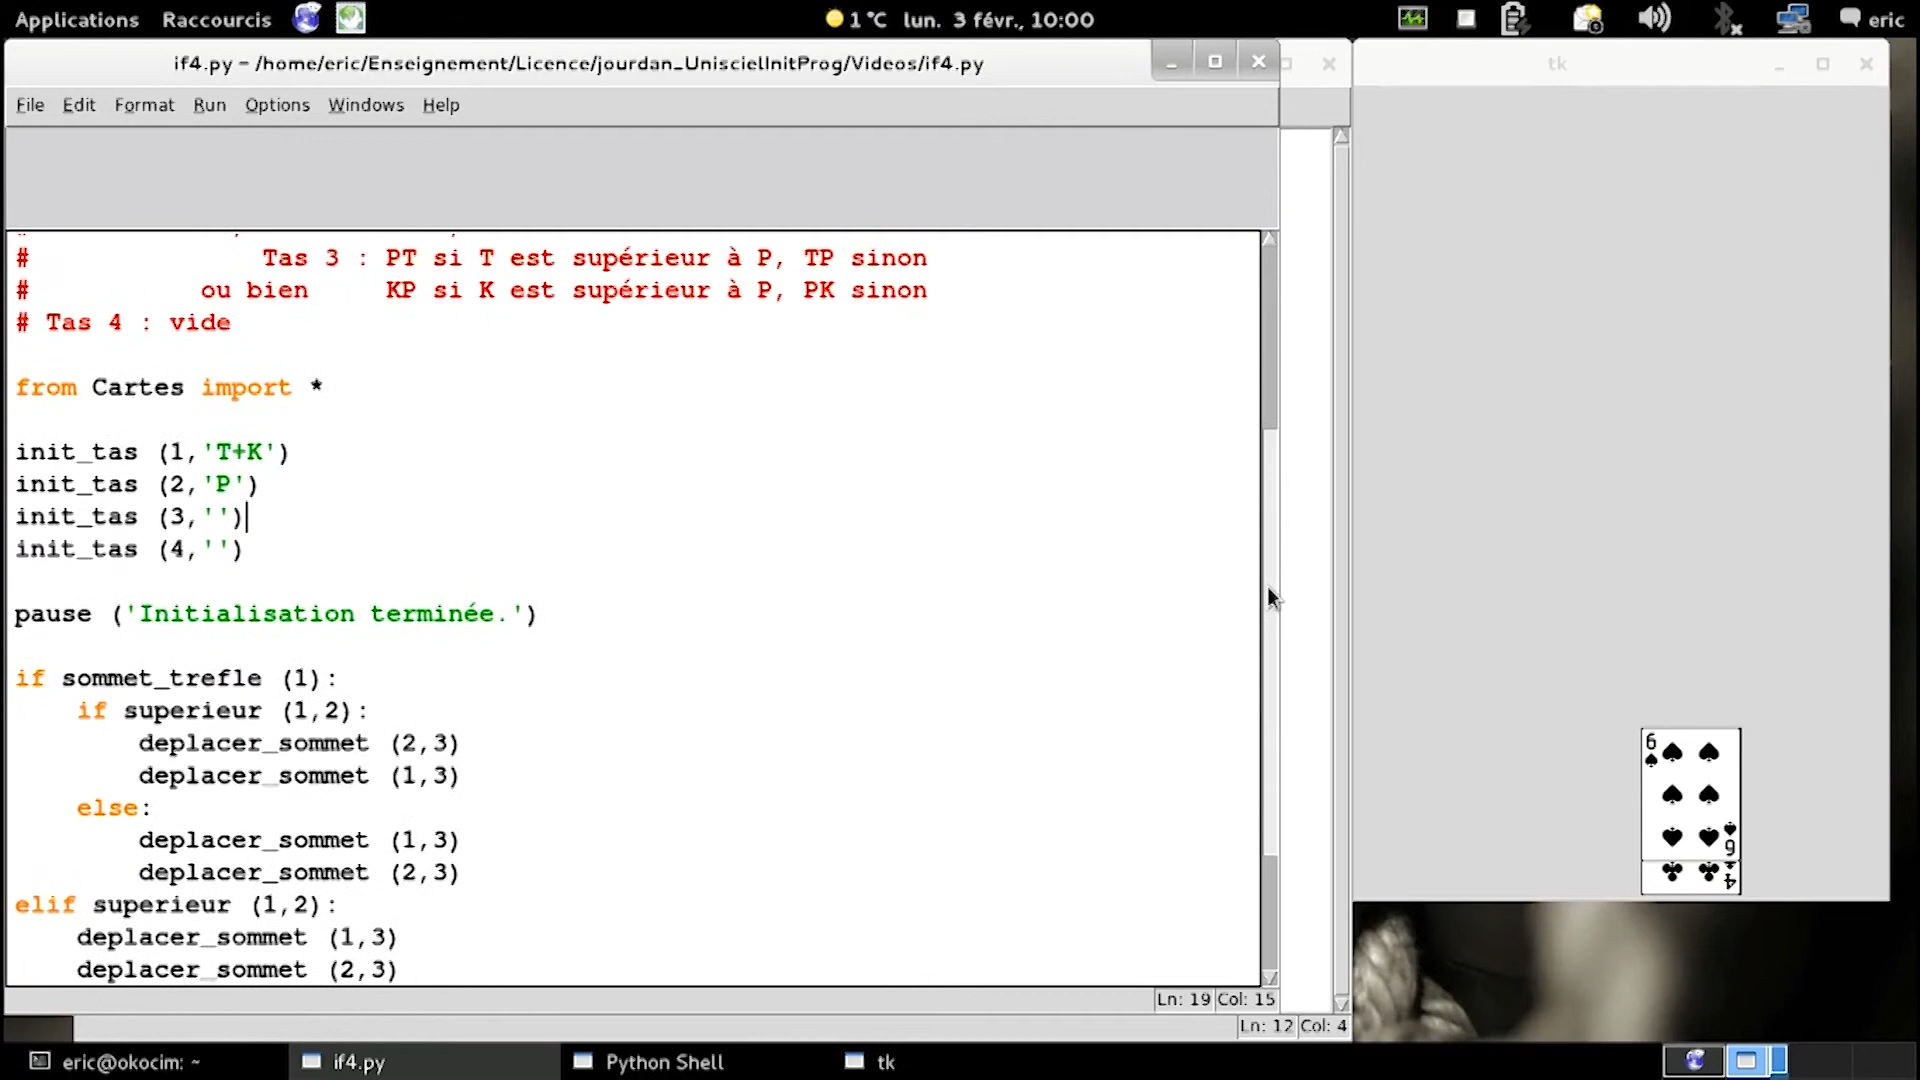 Applications Raccourcis 1°C lun. 3 févr., 10:00 eric
if4.py - /home/eric/Enseignement/Licence/jourdan_UnisciellnitProg/Videos/if4.py
tk
File Edit Format Run Options Windows Help
# Tas 3 : PT si T est supérieur à P, TP sinon
# ou bien KP si K est supérieur à P, PK sinon
# Tas 4 : vide
from Cartes import *
init_tas (1,'T+K')
init_tas (2,'P')
init_tas (3,'')
init_tas (4,'')
pause ('Initialisation terminée.')
if sommet_trefle (1):
if superieur (1,2):
deplacer_sommet (2,3)
deplacer_sommet (1,3)
else:
deplacer_sommet (1,3)
deplacer_sommet (2,3)
elif superieur (1,2):
deplacer_sommet (1,3)
deplacer_sommet (2,3)
6
6
4
Ln: 19 Col: 15
Ln: 12 Col: 4
eric@okocim: ~ if4.py Python Shell tk